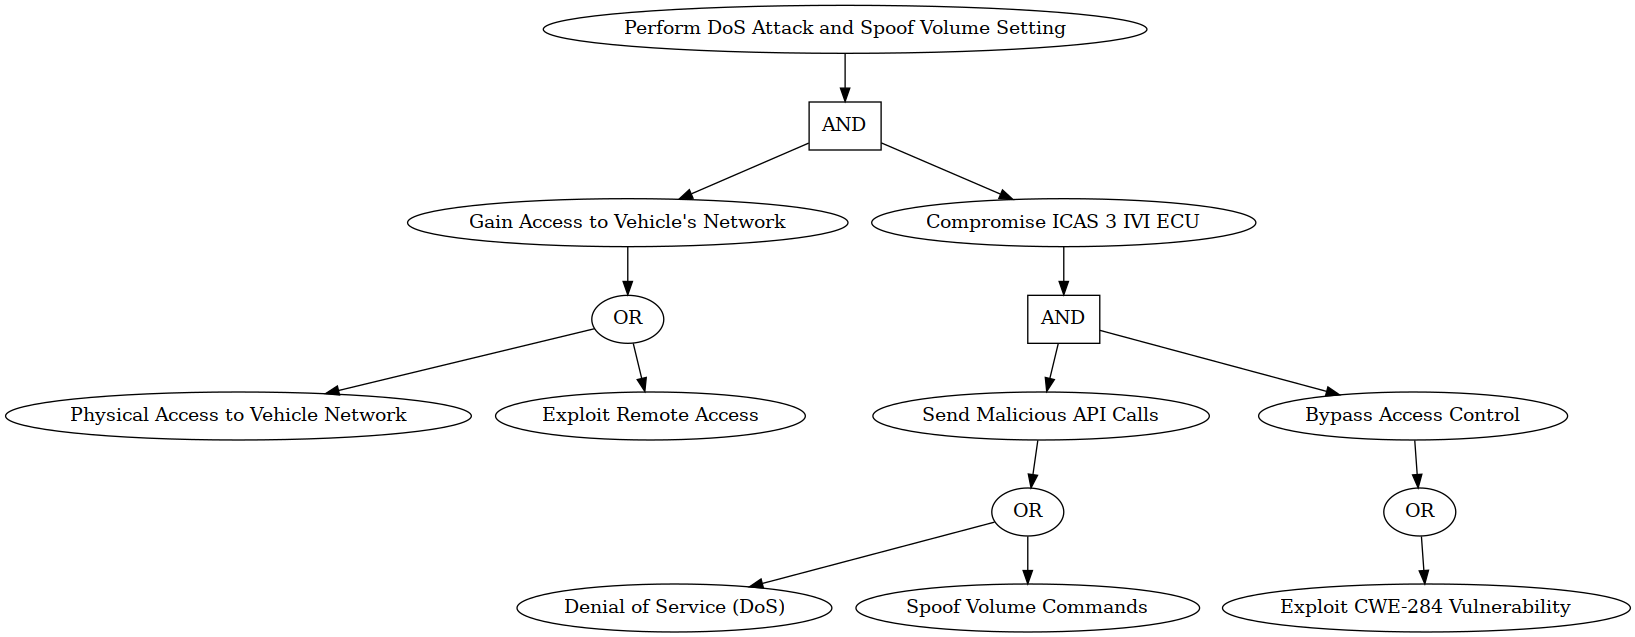 Perform DoS Attack and Spoof Volume Setting
AND
Gain Access to Vehicle's Network
Compromise ICAS 3 IVI ECU
OR
AND
Physical Access to Vehicle Network
Exploit Remote Access
Send Malicious API Calls
Bypass Access Control
OR
OR
Denial of Service (DoS)
Spoof Volume Commands
Exploit CWE-284 Vulnerability